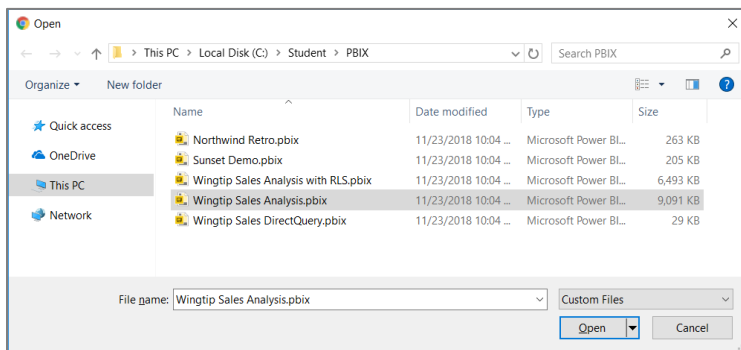 Open
This PC > Local Disk (C:) > Student > PBIX
Search PBIX
Organize
New folder
Name Date modified Type Size
Quick access
OneDrive
This PC
Network
Northwind Retro.pbix 11/23/2018 10:04 ... Microsoft Power BI... 263 KB
Sunset Demo.pbix 11/23/2018 10:04 ... Microsoft Power BI... 205 KB
Wingtip Sales Analysis with RLS.pbix 11/23/2018 10:04 ... Microsoft Power BI... 6,493 KB
Wingtip Sales Analysis.pbix 11/23/2018 10:04 ... Microsoft Power BI... 9,091 KB
Wingtip Sales DirectQuery.pbix 11/23/2018 10:04 ... Microsoft Power BI... 29 KB
File name: Wingtip Sales Analysis.pbix
Custom Files
Open
Cancel